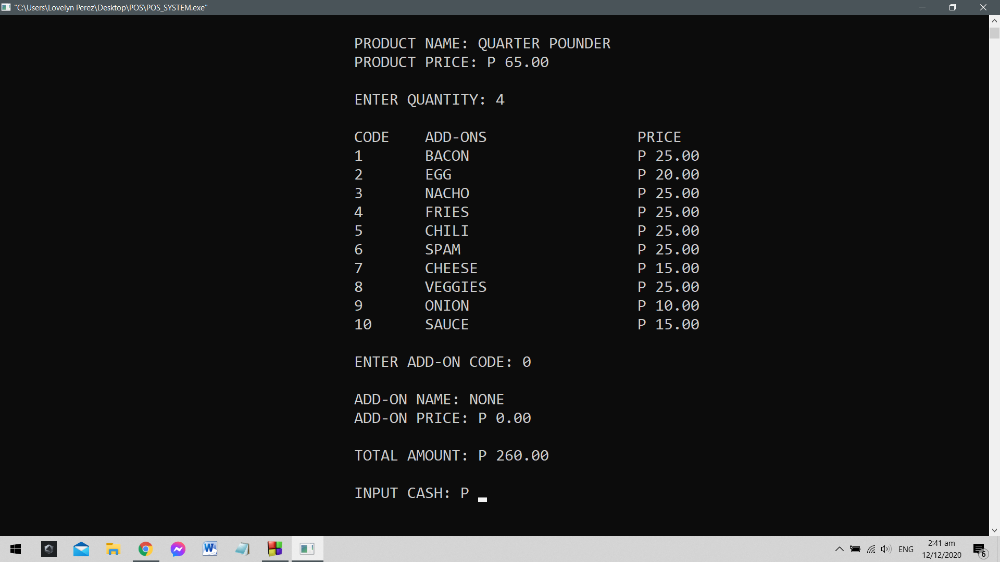 "C:\Users\Lovelyn Perez\Desktop\POS\POS_SYSTEM.exe"
PRODUCT NAME: QUARTER POUNDER
PRODUCT PRICE: P 65.00
ENTER QUANTITY: 4
CODE ADD-ONS PRICE
1 BACON P 25.00
2 EGG P 20.00
3 NACHO P 25.00
4 FRIES P 25.00
5 CHILI P 25.00
6 SPAM P 25.00
7 CHEESE P 15.00
8 VEGGIES P 25.00
9 ONION P 10.00
10 SAUCE P 15.00
ENTER ADD-ON CODE: 0
ADD-ON NAME: NONE
ADD-ON PRICE: P 0.00
TOTAL AMOUNT: P 260.00
INPUT CASH: P
ENG
2:41 am
12/12/2020
6